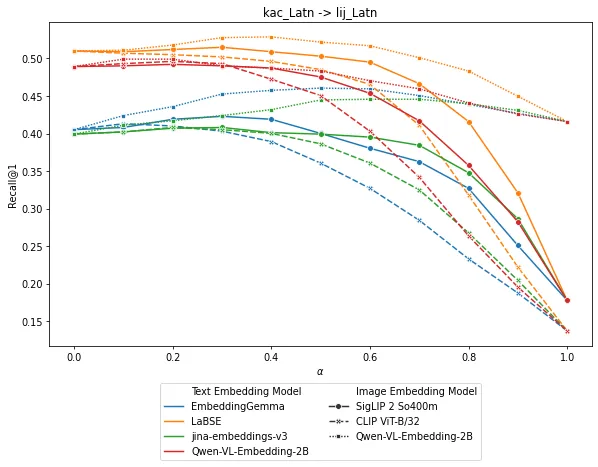 kac_Latn -> lij_Latn
Recall@1
0.50
0.45
0.40
0.35
0.30
0.25
0.20
0.15
0.0 0.2 0.4 0.6 0.8 1.0
α
Text Embedding Model Image Embedding Model
EmbeddingGemma SigLIP 2 So400m
LaBSE CLIP ViT-B/32
jina-embeddings-v3 Qwen-VL-Embedding-2B
Qwen-VL-Embedding-2B